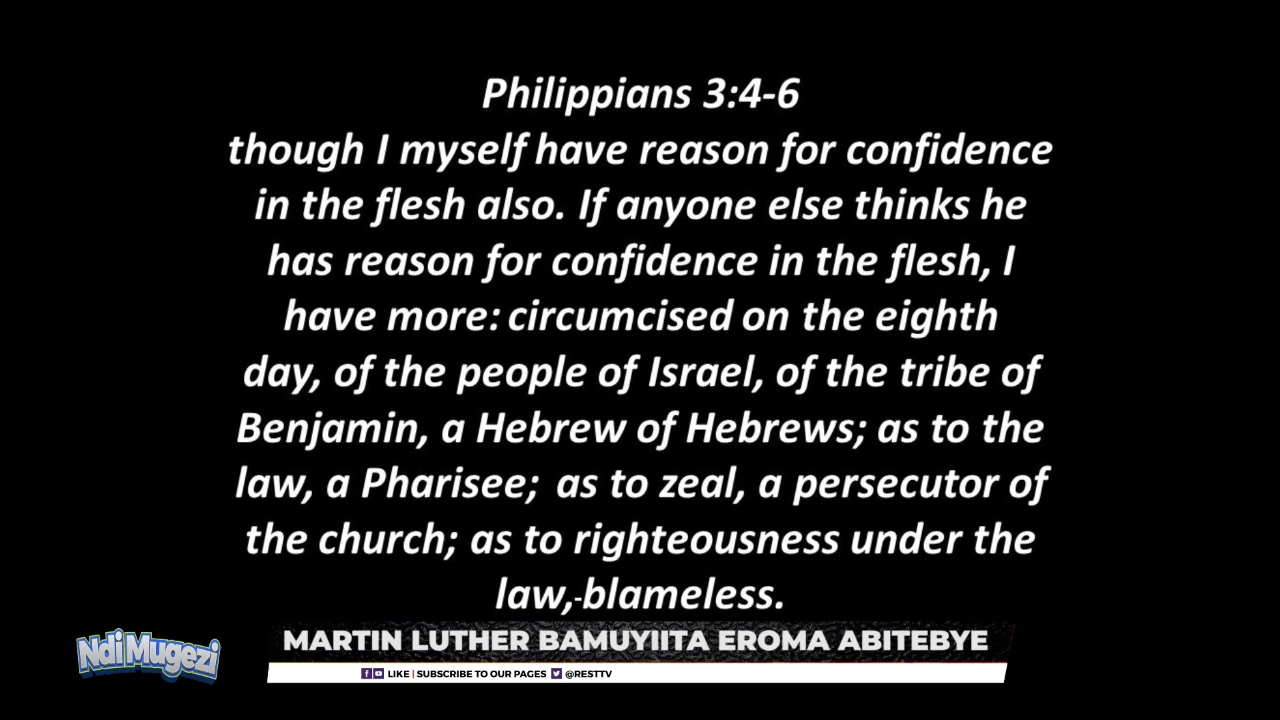 Philippians 3:4-6
though I myself have reason for confidence
in the flesh also. If anyone else thinks he
has reason for confidence in the flesh, I
have more: circumcised on the eighth
day, of the people of Israel, of the tribe of
Benjamin, a Hebrew of Hebrews; as to the
law, a Pharisee; as to zeal, a persecutor of
the church; as to righteousness under the
law,-blameless.
Ndi Mugezi
MARTIN LUTHER BAMUYIITA EROMA ABITEBYE
LIKE | SUBSCRIBE TO OUR PAGES @RESTTV